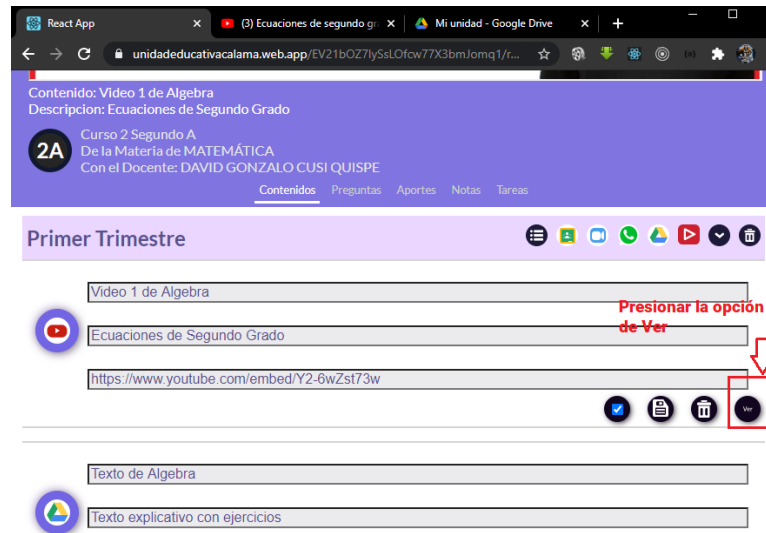 React App
(3) Ecuaciones de segundo gr
Mi unidad - Google Drive
unidadeducativacalama.web.app/EV21bOZ7lySsLOfcw77X3bmJomq1/r...
Contenido: Video 1 de Algebra
Descripcion: Ecuaciones de Segundo Grado
2A
Curso 2 Segundo A
De la Materia de MATEMÁTICA
Con el Docente: DAVID GONZALO CUSI QUISPE
Contenidos Preguntas Aportes Notas Tareas
Primer Trimestre
Video 1 de Algebra
Presionar la opción
de Ver
Ecuaciones de Segundo Grado
https://www.youtube.com/embed/Y2-6wZst73w
Ver
Texto de Algebra
Texto explicativo con ejercicios